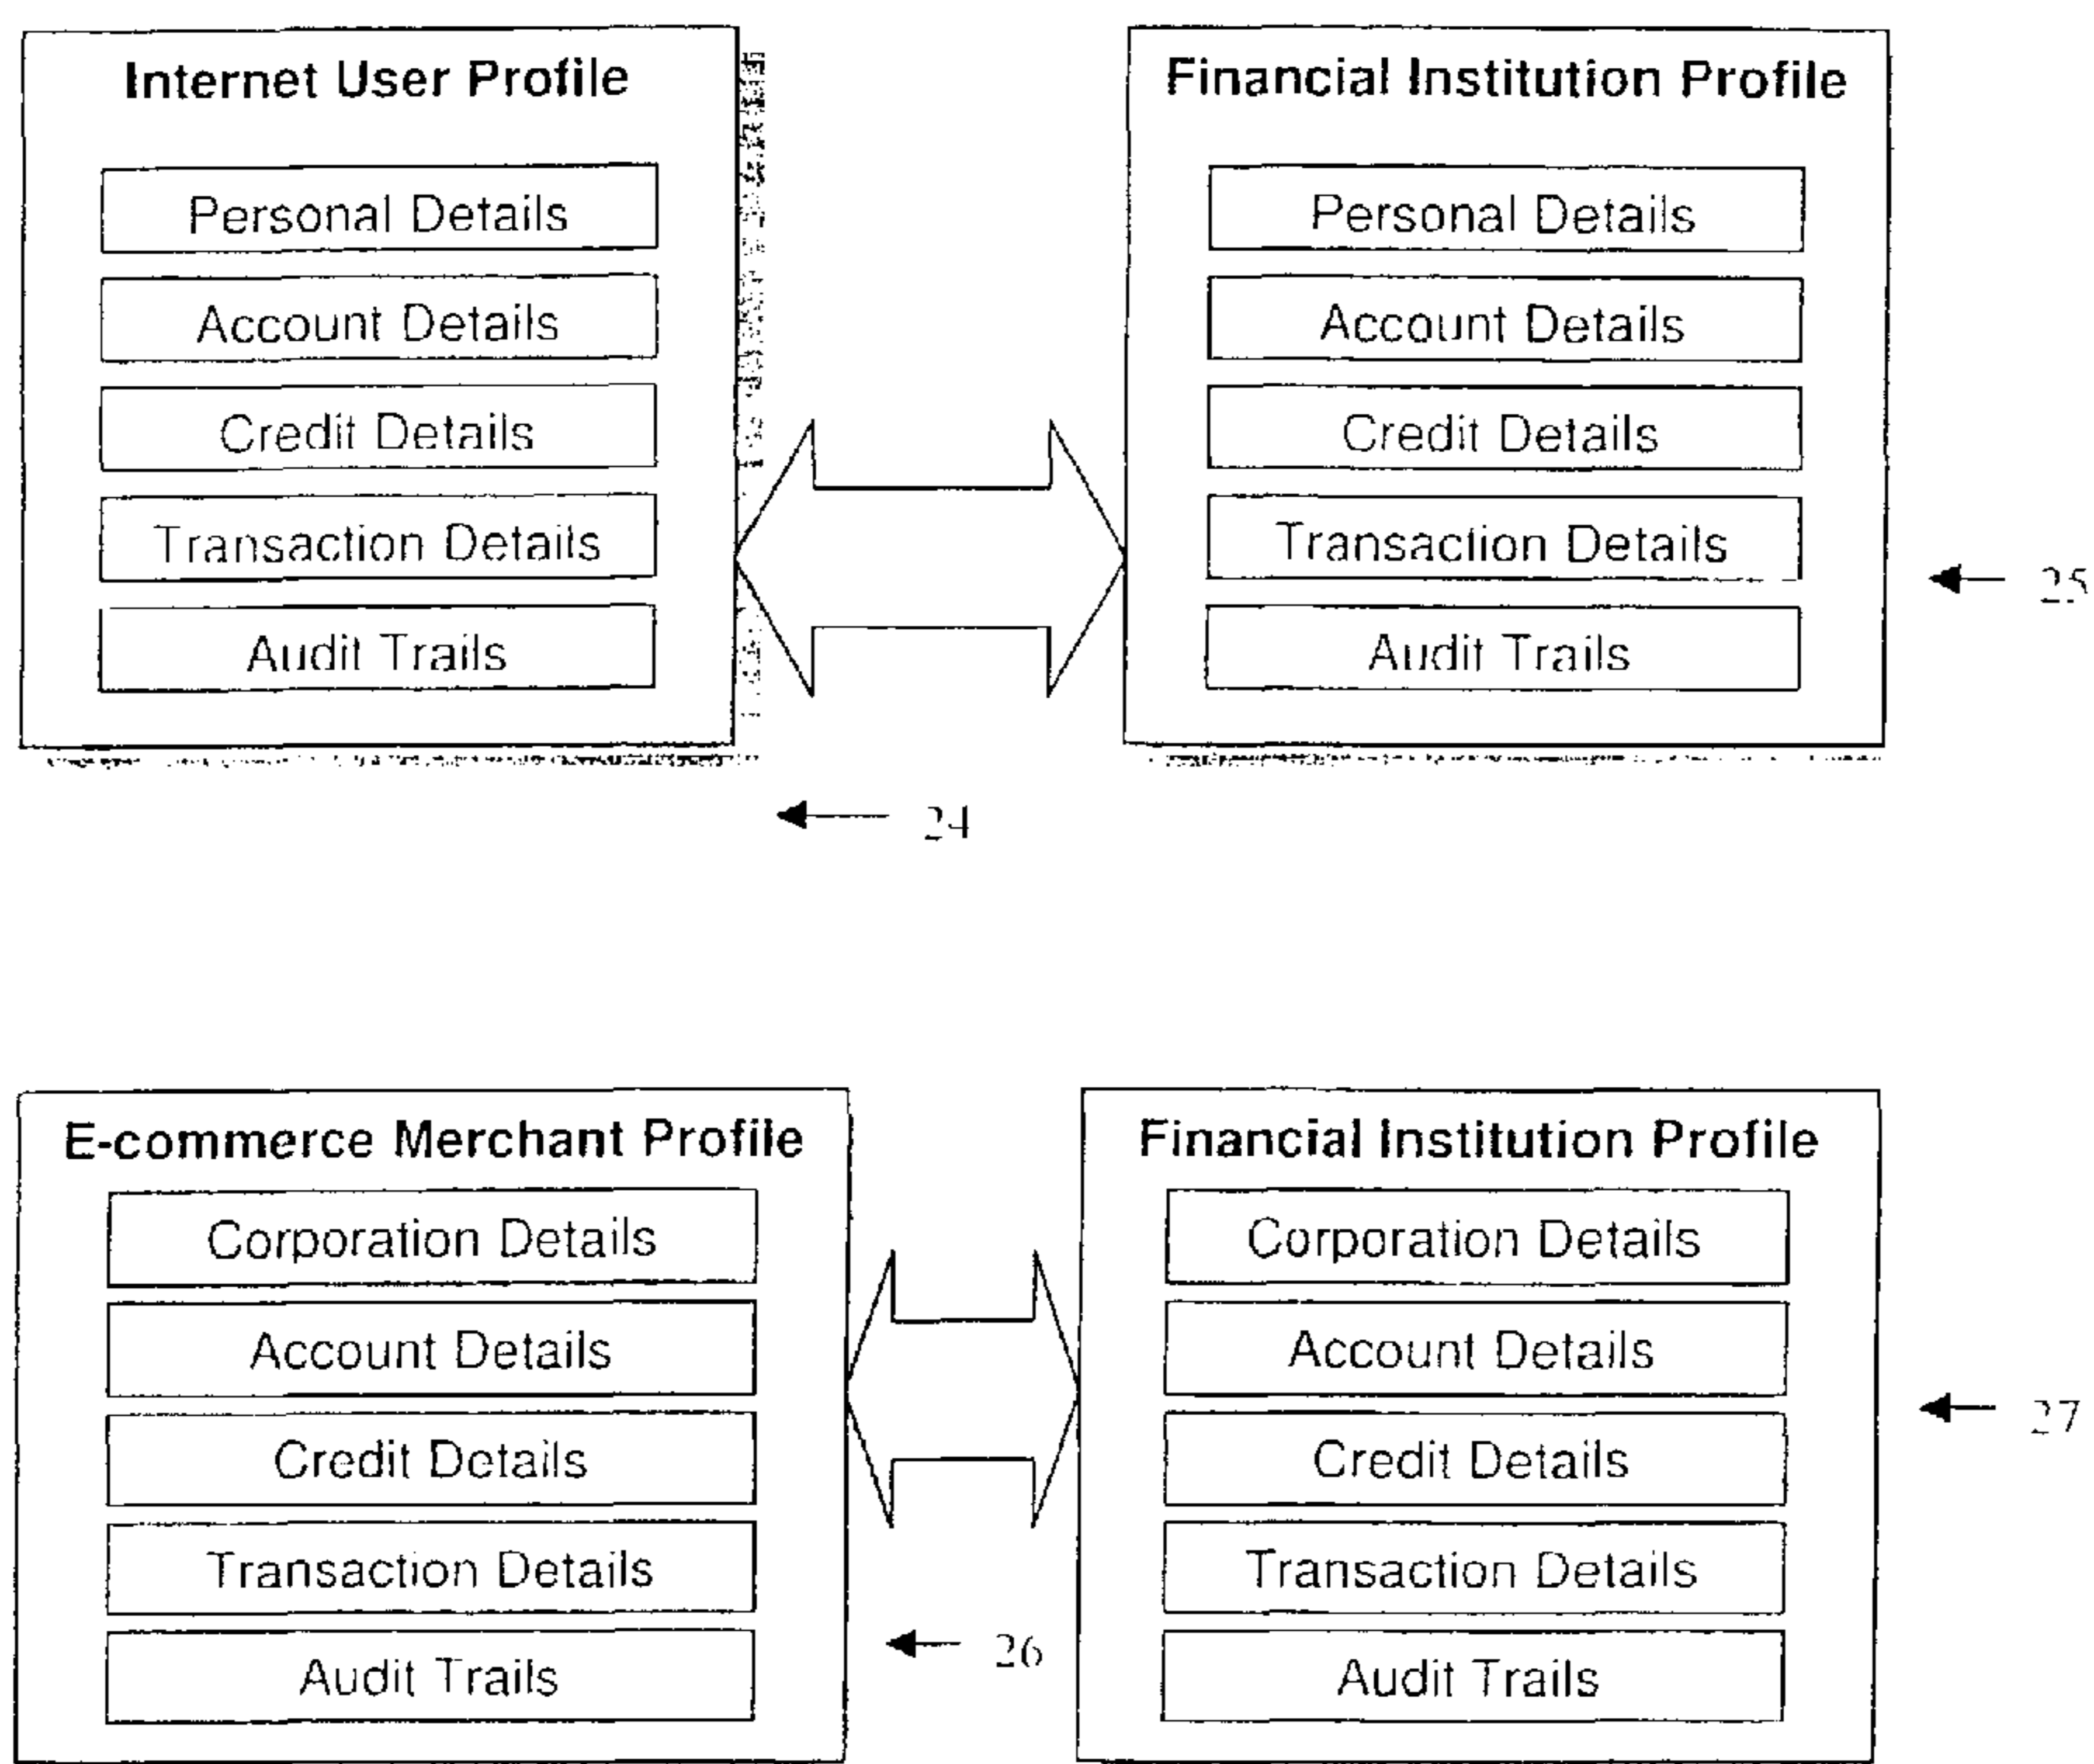 Internet User Profile
Personal Details
Account Details
Credit Details
Transaction Details
Audit Trails
24
Financial Institution Profile
Personal Details
Account Details
Credit Details
Transaction Details
Audit Trails
25
E-commerce Merchant Profile
Corporation Details
Account Details
Credit Details
Transaction Details
Audit Trails
26
Financial Institution Profile
Corporation Details
Account Details
Credit Details
Transaction Details
Audit Trails
27